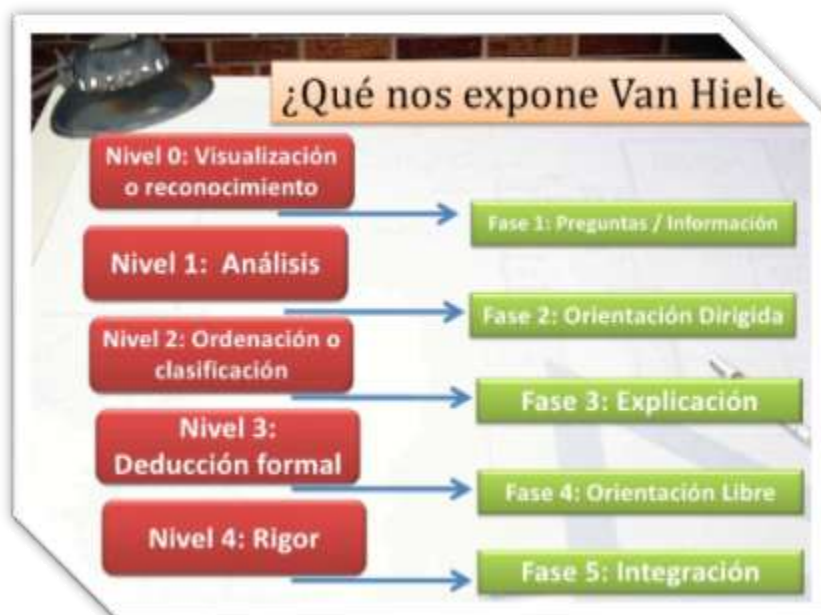 ¿Qué nos expone Van Hiele
Nivel 0: Visualización
o reconocimiento
Fase 1: Preguntas / Información
Nivel 1: Análisis
Fase 2: Orientación Dirigida
Nivel 2: Ordenación o
clasificación
Fase 3: Explicación
Nivel 3:
Deducción formal
Fase 4: Orientación Libre
Nivel 4: Rigor
Fase 5: Integración